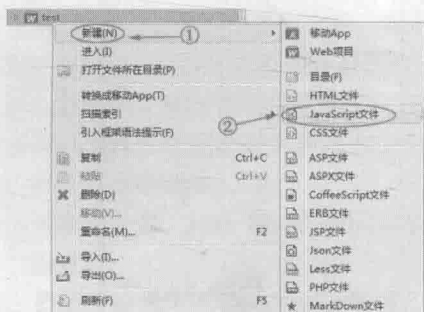 test
新建(N)
①
进入(I)
打开文件所在目录(P)
转换成移动App(T)
扫描索引
引入框架语法提示(F)
复制 Ctrl+C
粘贴 Ctrl+V
删除(D)
移动(V)...
重命名(M)... F2
导入(I)...
导出(O)...
刷新(F) F5
移动App
Web项目
目录(F)
HTML文件
②
JavaScript文件
CSS文件
ASP文件
ASPX文件
CoffeeScript文件
ERB文件
JSP文件
Json文件
Less文件
PHP文件
MarkDown文件